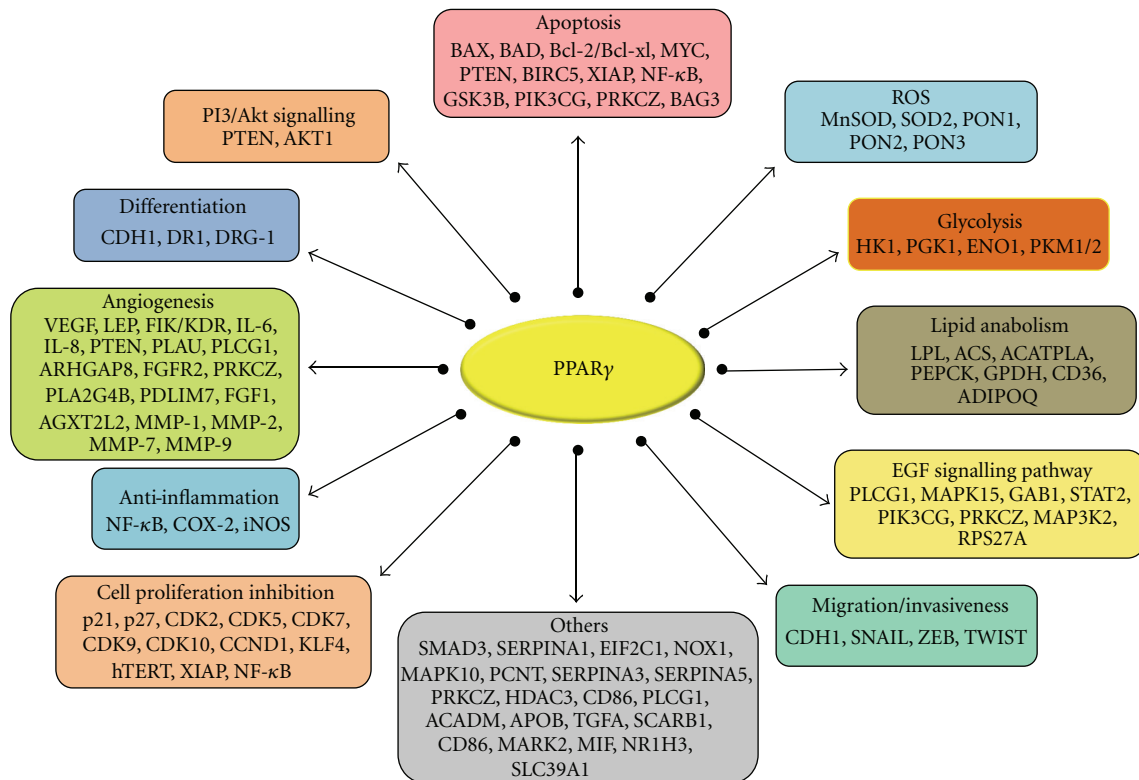 Apoptosis
BAX, BAD, Bcl-2/Bcl-xl, MYC,
PTEN, BIRC5, XIAP, NF-κB,
GSK3B, PIK3CG, PRKCZ, BAG3
PI3/Akt signalling
PTEN, AKT1
ROS
MnSOD, SOD2, PON1,
PON2, PON3
Differentiation
CDH1, DR1, DRG-1
Glycolysis
HK1, PGK1, ENO1, PKM1/2
Angiogenesis
VEGF, LEP, FIK/KDR, IL-6,
IL-8, PTEN, PLAU, PLCG1,
ARHGAP8, FGFR2, PRKCZ,
PLA2G4B, PDLIM7, FGF1,
AGXT2L2, MMP-1, MMP-2,
MMP-7, MMP-9
PPARγ
Lipid anabolism
LPL, ACS, ACATPLA,
PEPCK, GPDH, CD36,
ADIPOQ
Anti-inflammation
NF-κB, COX-2, iNOS
EGF signalling pathway
PLCG1, MAPK15, GAB1, STAT2,
PIK3CG, PRKCZ, MAP3K2,
RPS27A
Cell proliferation inhibition
p21, p27, CDK2, CDK5, CDK7,
CDK9, CDK10, CCND1, KLF4,
hTERT, XIAP, NF-κB
Others
SMAD3, SERPINA1, EIF2C1, NOX1,
MAPK10, PCNT, SERPINA3, SERPINA5,
PRKCZ, HDAC3, CD86, PLCG1,
ACADM, APOB, TGFA, SCARB1,
CD86, MARK2, MIF, NR1H3,
SLC39A1
Migration/invasiveness
CDH1, SNAIL, ZEB, TWIST